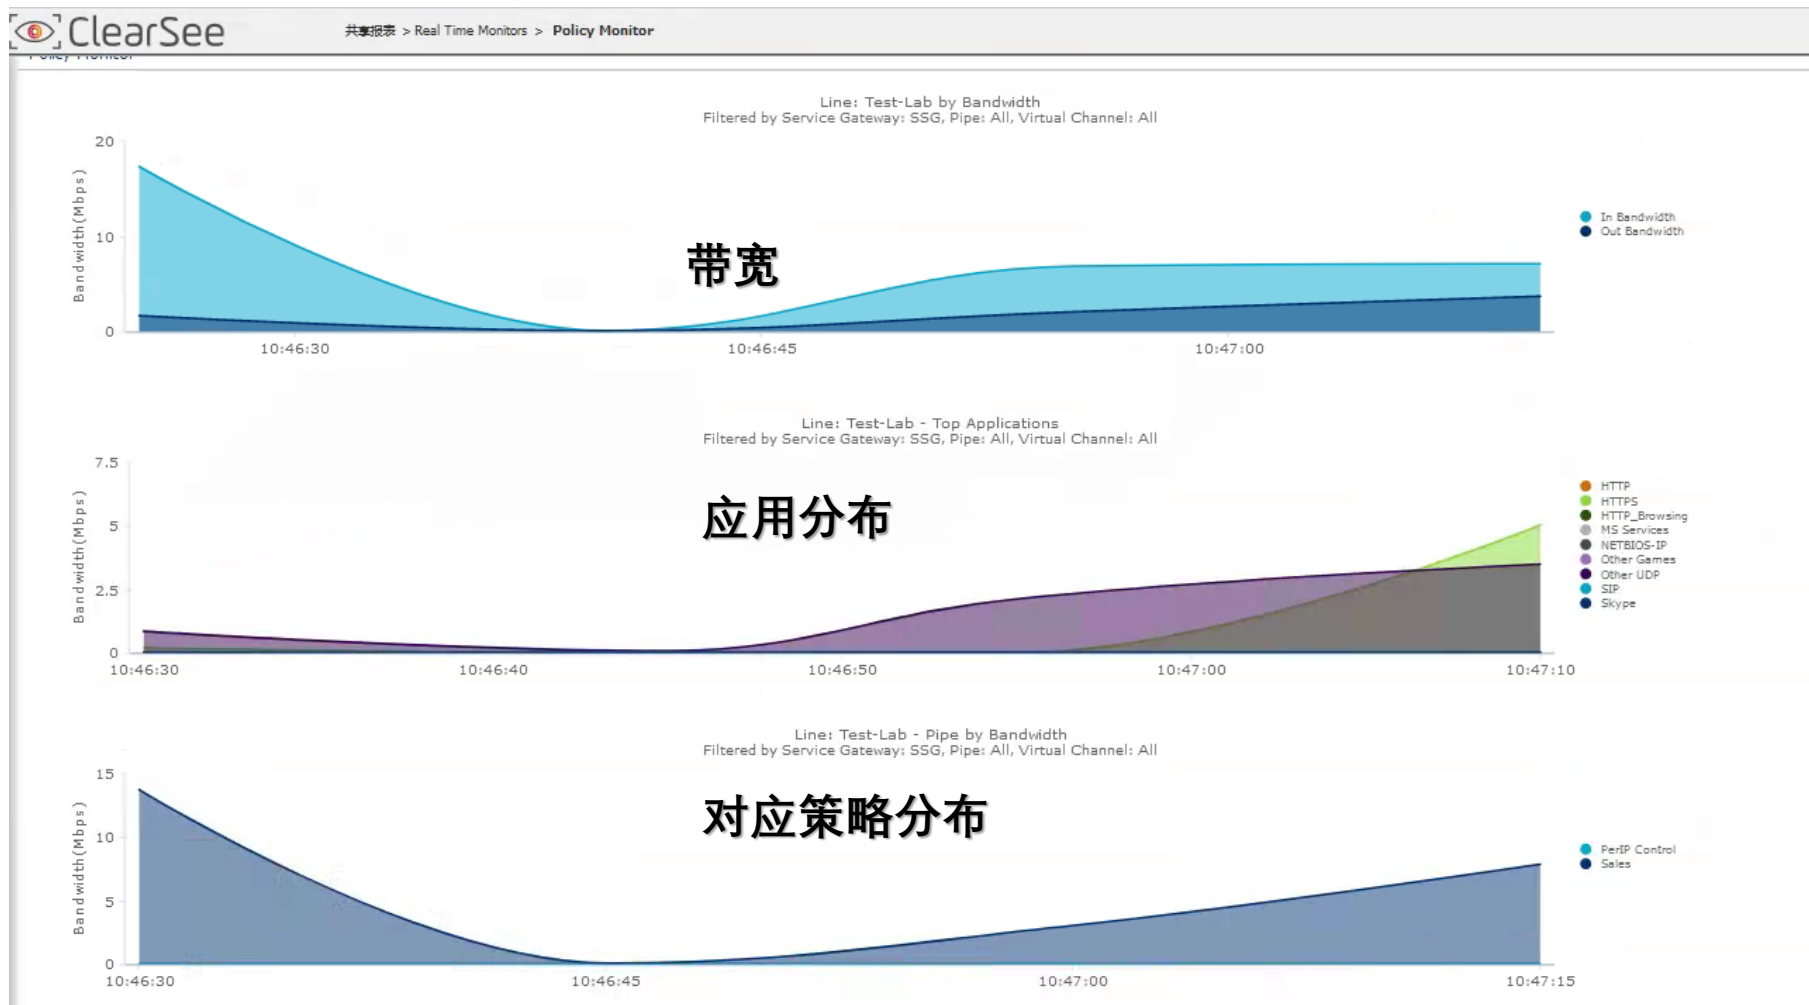 ClearSee
共享报表 > Real Time Monitors > Policy Monitor
Policy Monitor
Line: Test-Lab by Bandwidth
Filtered by Service Gateway: SSG, Pipe: All, Virtual Channel: All
20
10
0
Bandwidth(Mbps)
带宽
In Bandwidth
Out Bandwidth
10:46:30
10:46:45
10:47:00
Line: Test-Lab - Top Applications
Filtered by Service Gateway: SSG, Pipe: All, Virtual Channel: All
7.5
5
2.5
0
Bandwidth(Mbps)
应用分布
HTTP
HTTPS
HTTP_Browsing
MS Services
NETBIOS-IP
Other Games
Other UDP
SIP
Skype
10:46:30
10:46:40
10:46:50
10:47:00
10:47:10
Line: Test-Lab - Pipe by Bandwidth
Filtered by Service Gateway: SSG, Pipe: All, Virtual Channel: All
15
10
5
0
Bandwidth(Mbps)
对应策略分布
PerIP Control
Sales
10:46:30
10:46:45
10:47:00
10:47:15